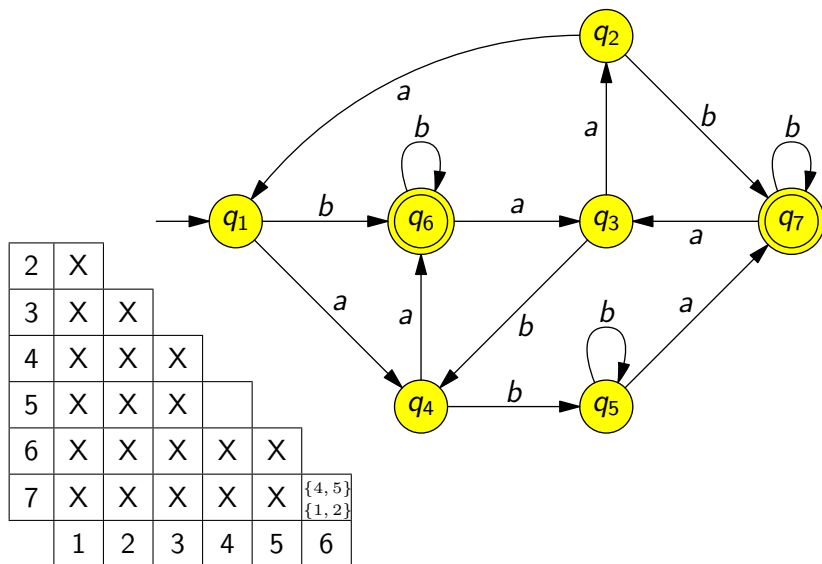 q2
a
b
a
b
b
q1
b
q6
a
q3
a
q7
a
a
b
a
b
q4
b
q5
2 X
3 X X
4 X X X
5 X X X
6 X X X X X
7 X X X X X {4, 5}
{1, 2}
1 2 3 4 5 6